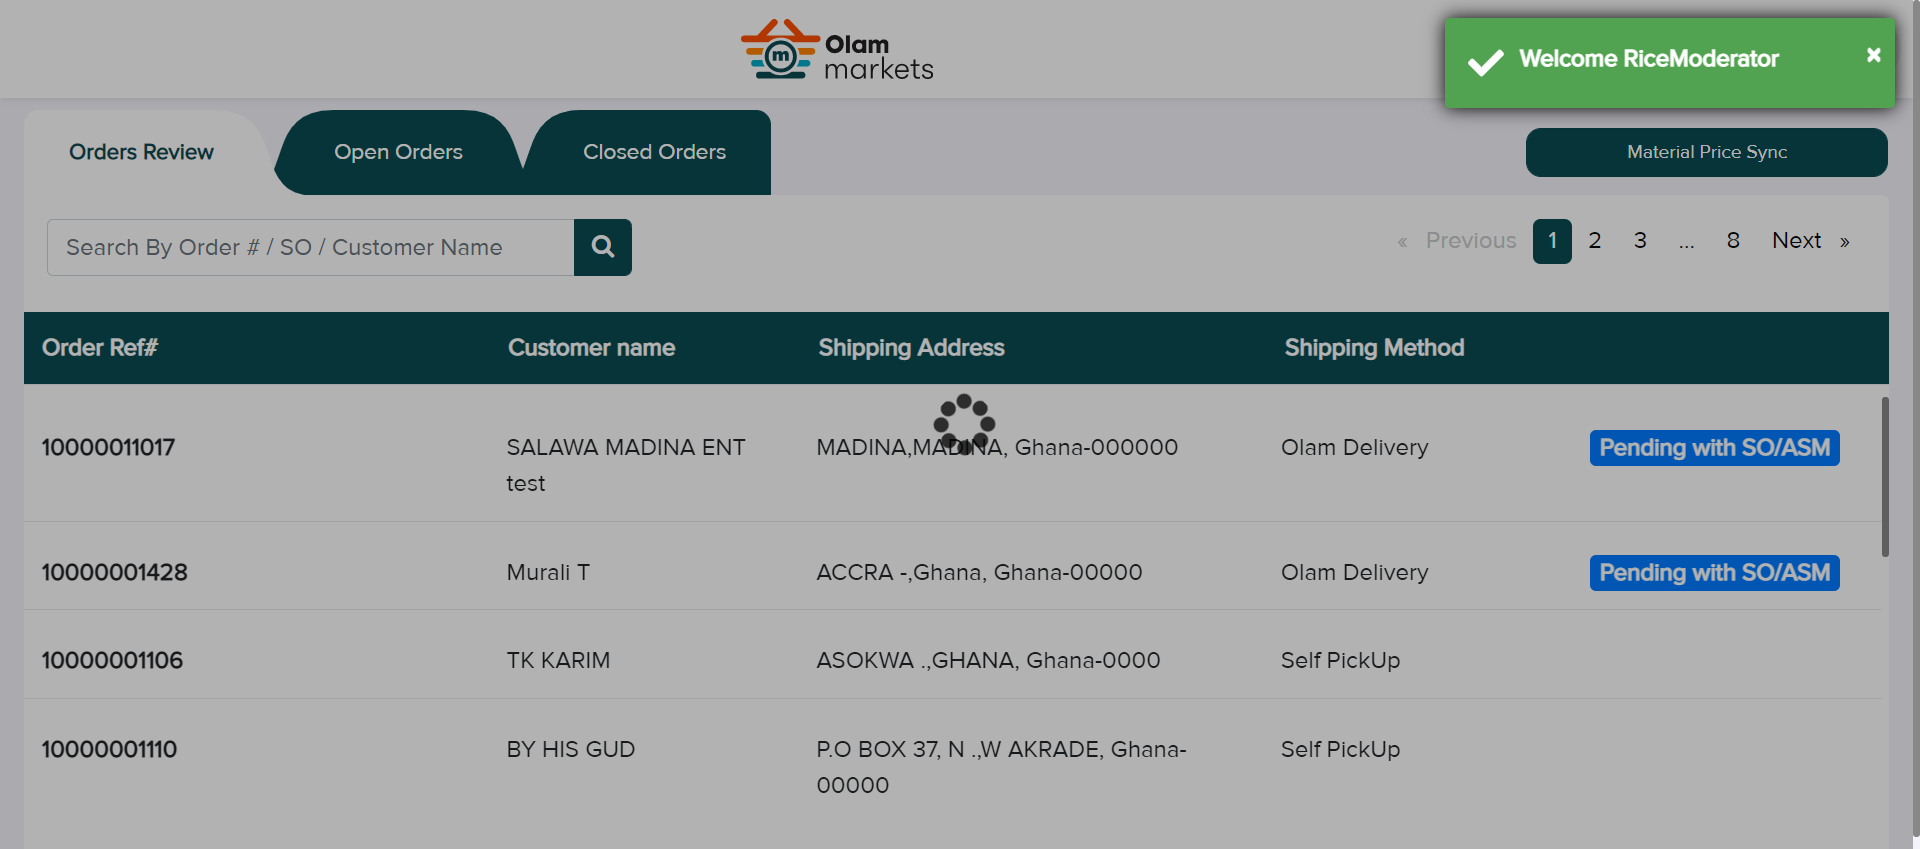 m
Olam
markets
Welcome RiceModerator
×
Orders Review
Open Orders
Closed Orders
Material Price Sync
Search By Order # / SO / Customer Name
« Previous 1 2 3 ... 8 Next »
Order Ref# Customer name Shipping Address Shipping Method
10000011017 SALAWA MADINA ENT MADINA,MADINA, Ghana-000000 Olam Delivery Pending with SO/ASM
test
10000001428 Murali T ACCRA -,Ghana, Ghana-00000 Olam Delivery Pending with SO/ASM
10000001106 TK KARIM ASOKWA .,GHANA, Ghana-0000 Self PickUp
10000001110 BY HIS GUD P.O BOX 37, N .,W AKRADE, Ghana- Self PickUp
00000